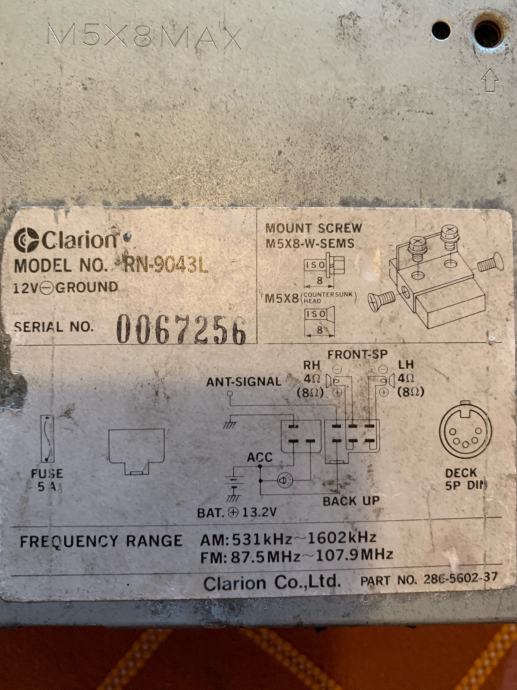 M5X8MAX
Clarion
MODEL NO. RN-9043L
12V⊖GROUND
SERIAL NO. 0067256
MOUNT SCREW
M5X8-W-SEMS
ISO
8
M5X8 (COUNTERSUNK HEAD)
ISO
8
FRONT-SP
RH
4Ω
(8Ω)
LH
4Ω
(8Ω)
ANT-SIGNAL
ACC
BACK UP
BAT. ⊕ 13.2V
FUSE
5A
DECK
5P DIN
FREQUENCY RANGE AM: 531kHz~1602kHz
FM: 87.5MHz~107.9MHz
Clarion Co., Ltd. PART NO. 286-5602-37